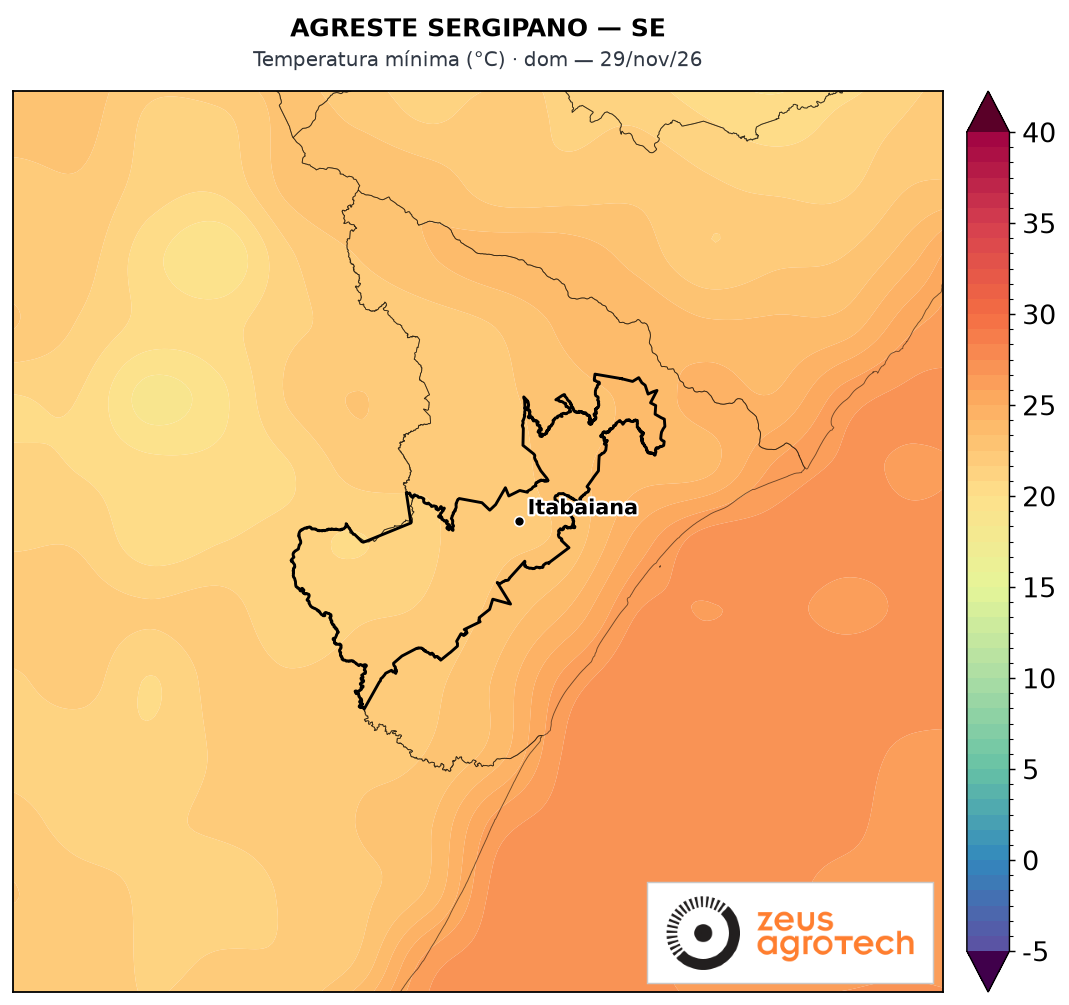 AGRESTE SERGIPANO — SE
Temperatura mínima (°C) · dom — 29/nov/26
40
35
30
25
20
15
10
5
0
-5
Itabaiana
zeus
agrotech